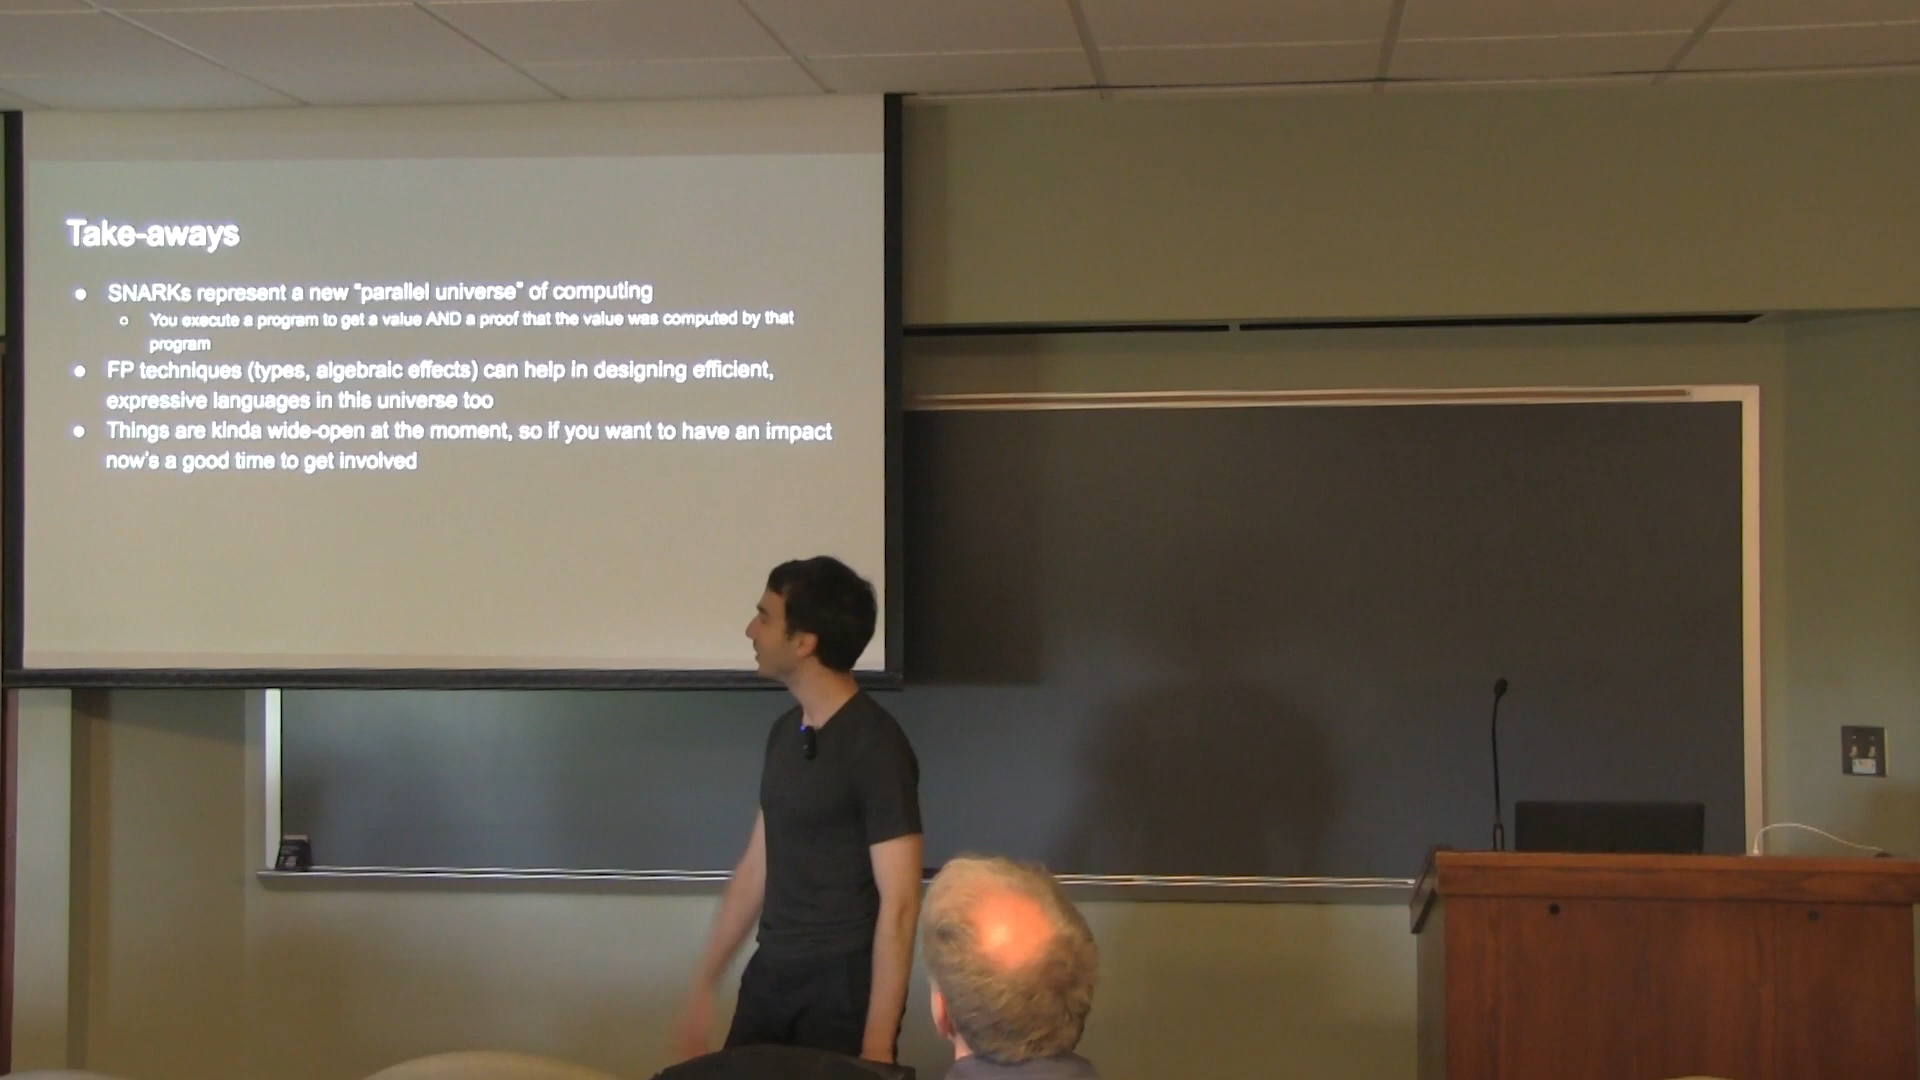 Take-aways
● SNARKs represent a new "parallel universe" of computing
○ You execute a program to get a value AND a proof that the value was computed by that
program
● FP techniques (types, algebraic effects) can help in designing efficient,
expressive languages in this universe too
● Things are kinda wide-open at the moment, so if you want to have an impact
now's a good time to get involved